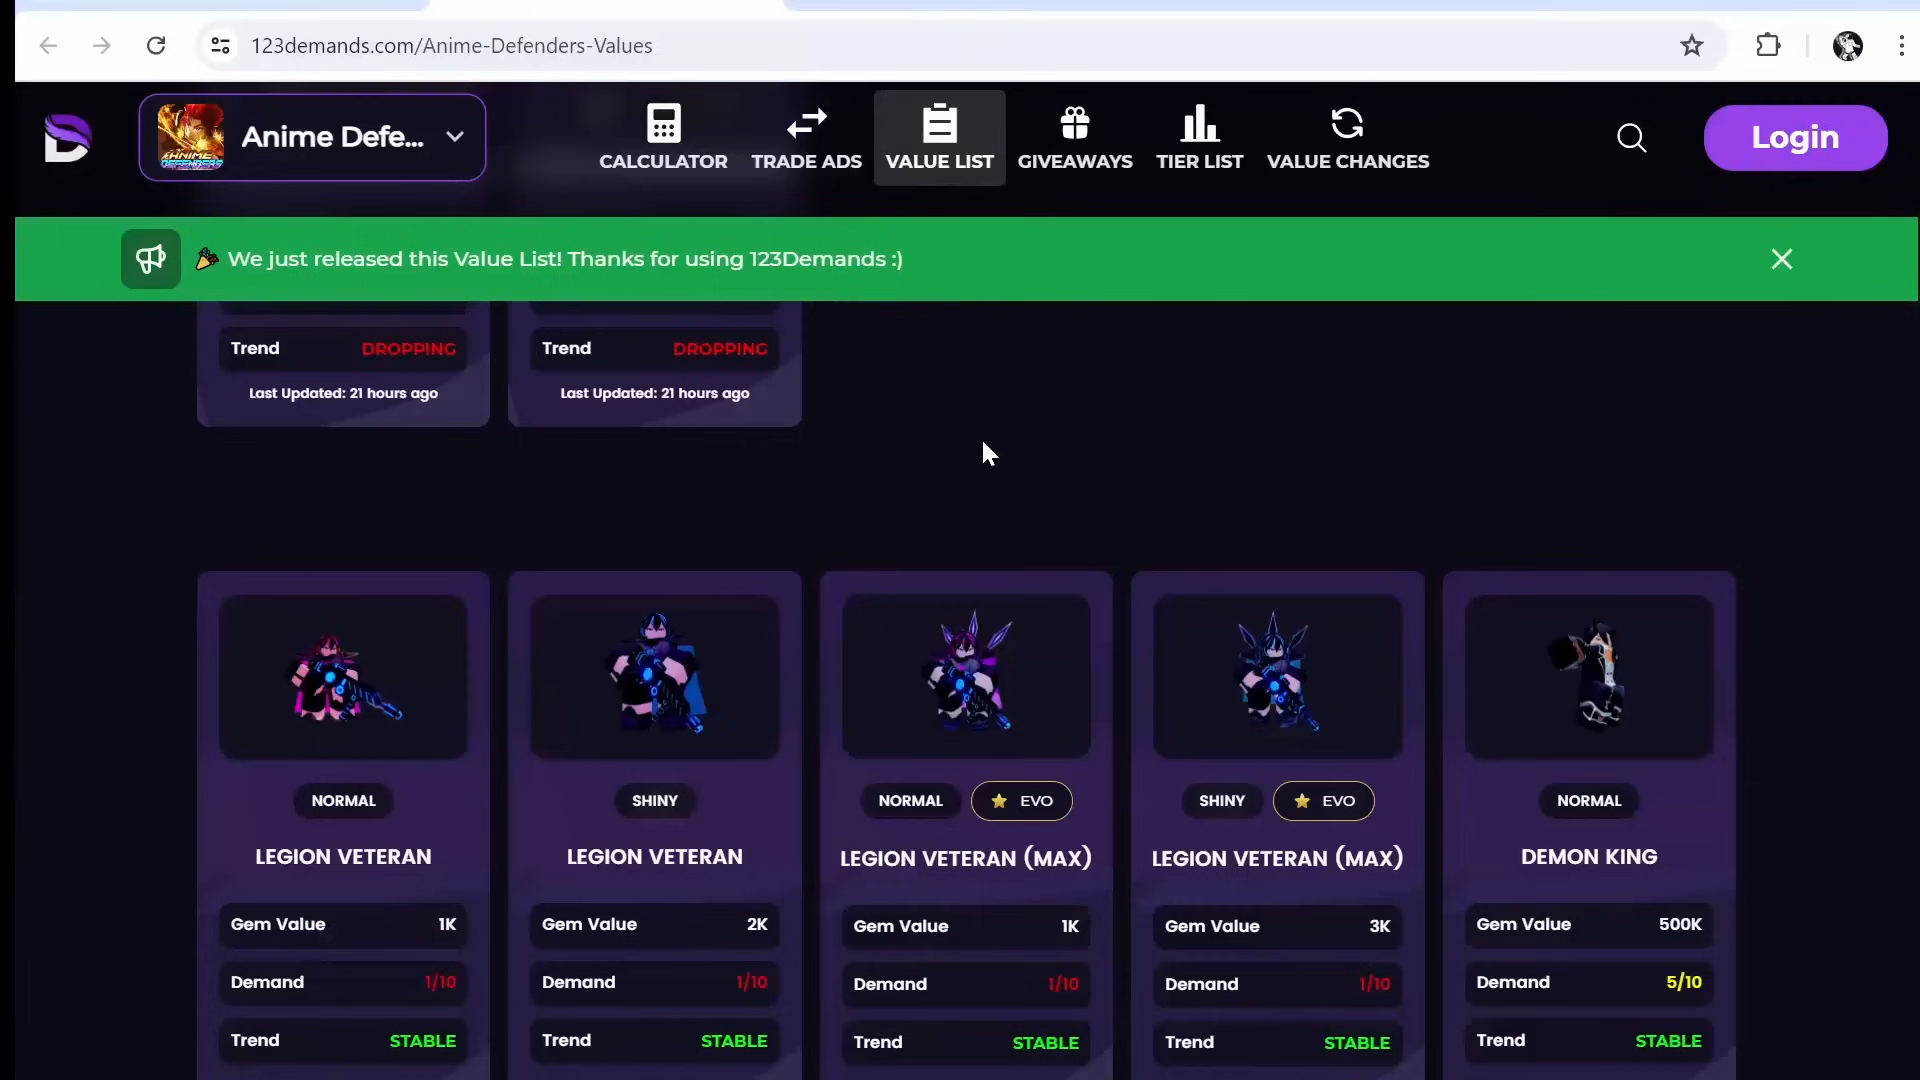 123demands.com/Anime-Defenders-Values
Anime Defe...
CALCULATOR
TRADE ADS
VALUE LIST
GIVEAWAYS
TIER LIST
VALUE CHANGES
Login
ANIME DEFENDERS
We just released this Value List! Thanks for using 123Demands :)
Trend DROPPING
Last Updated: 21 hours ago
Trend DROPPING
Last Updated: 21 hours ago
NORMAL
LEGION VETERAN
Gem Value 1K
Demand 1/10
Trend STABLE
SHINY
LEGION VETERAN
Gem Value 2K
Demand 1/10
Trend STABLE
NORMAL EVO
LEGION VETERAN (MAX)
Gem Value 1K
Demand 1/10
Trend STABLE
SHINY EVO
LEGION VETERAN (MAX)
Gem Value 3K
Demand 1/10
Trend STABLE
NORMAL
DEMON KING
Gem Value 500K
Demand 5/10
Trend STABLE